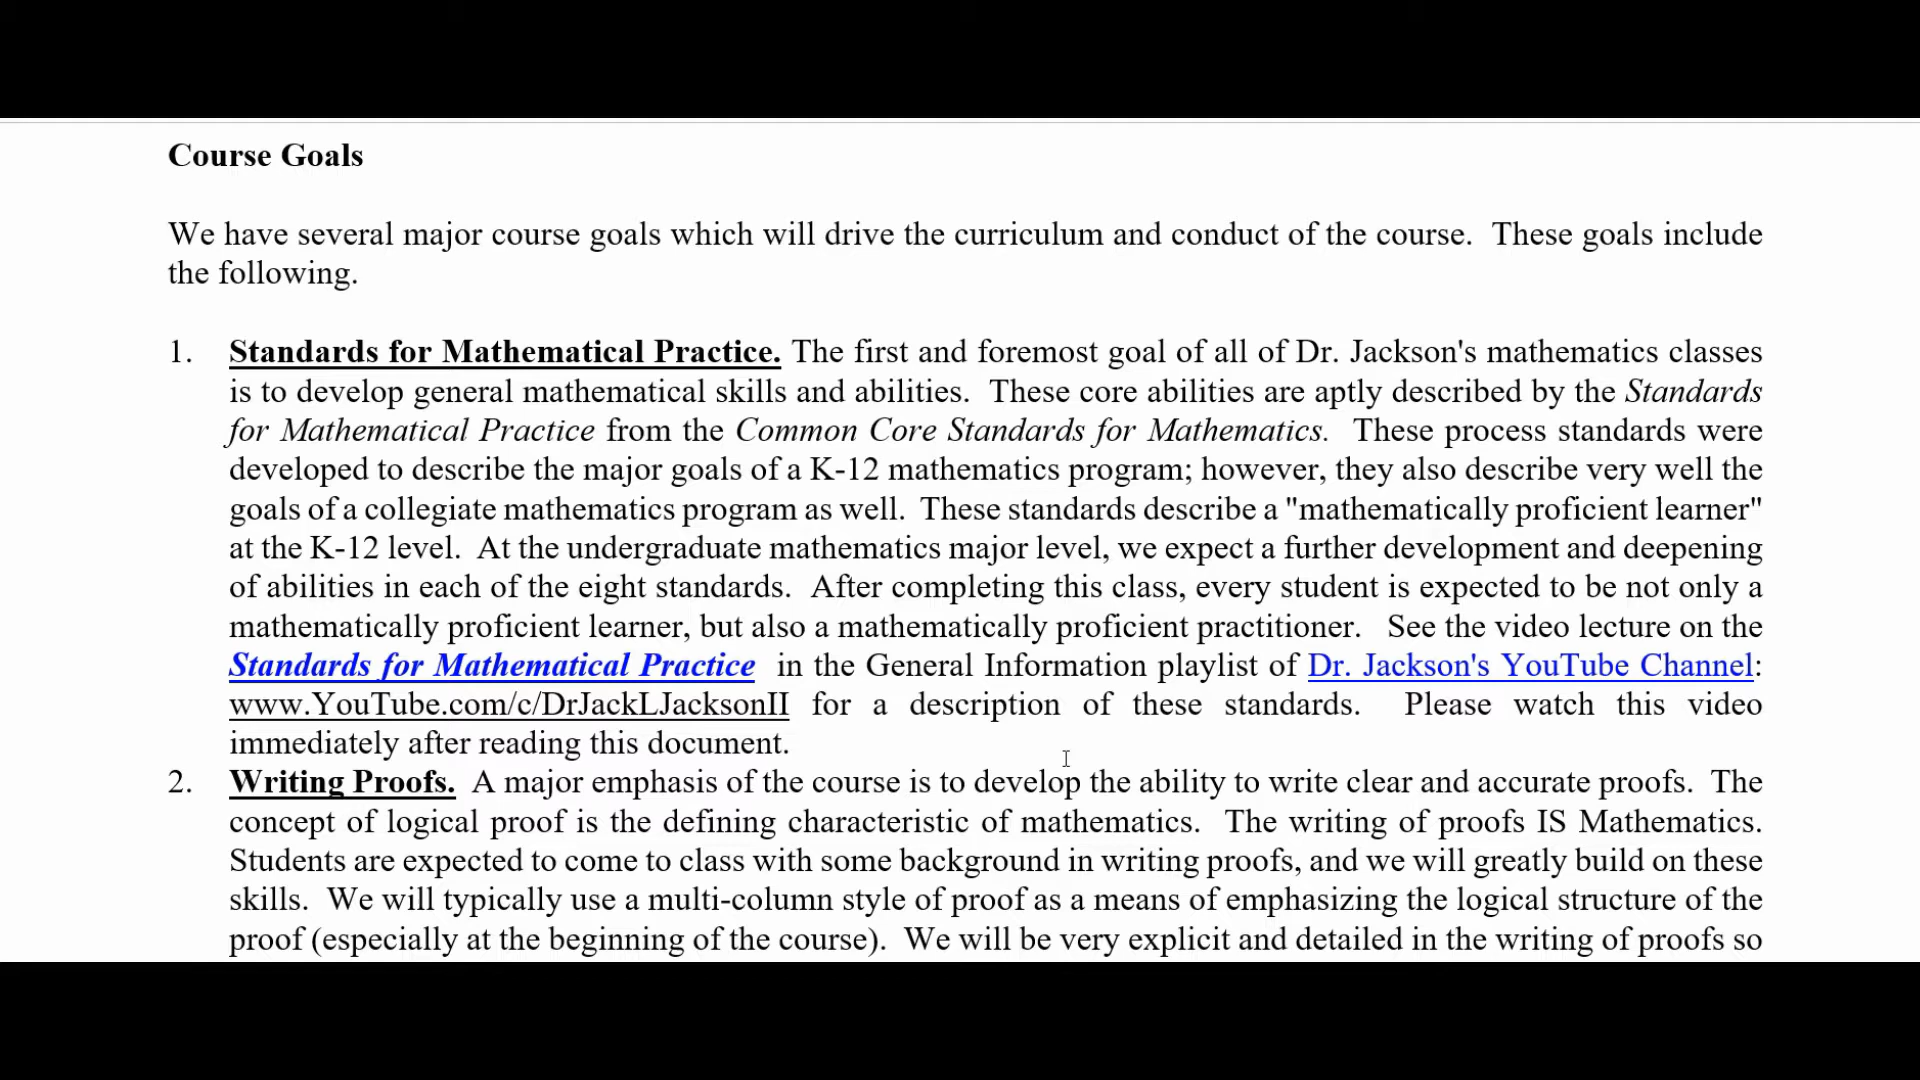 Course Goals
We have several major course goals which will drive the curriculum and conduct of the course.  These goals include
the following.
1. Standards for Mathematical Practice. The first and foremost goal of all of Dr. Jackson's mathematics classes
is to develop general mathematical skills and abilities.  These core abilities are aptly described by the Standards
for Mathematical Practice from the Common Core Standards for Mathematics.  These process standards were
developed to describe the major goals of a K-12 mathematics program; however, they also describe very well the
goals of a collegiate mathematics program as well.  These standards describe a "mathematically proficient learner"
at the K-12 level.  At the undergraduate mathematics major level, we expect a further development and deepening
of abilities in each of the eight standards.  After completing this class, every student is expected to be not only a
mathematically proficient learner, but also a mathematically proficient practitioner.   See the video lecture on the
Standards for Mathematical Practice  in the General Information playlist of Dr. Jackson's YouTube Channel:
www.YouTube.com/c/DrJackLJacksonII for a description of these standards.  Please watch this video
immediately after reading this document.
2. Writing Proofs.  A major emphasis of the course is to develop the ability to write clear and accurate proofs.  The
concept of logical proof is the defining characteristic of mathematics.  The writing of proofs IS Mathematics.
Students are expected to come to class with some background in writing proofs, and we will greatly build on these
skills.  We will typically use a multi-column style of proof as a means of emphasizing the logical structure of the
proof (especially at the beginning of the course).  We will be very explicit and detailed in the writing of proofs so